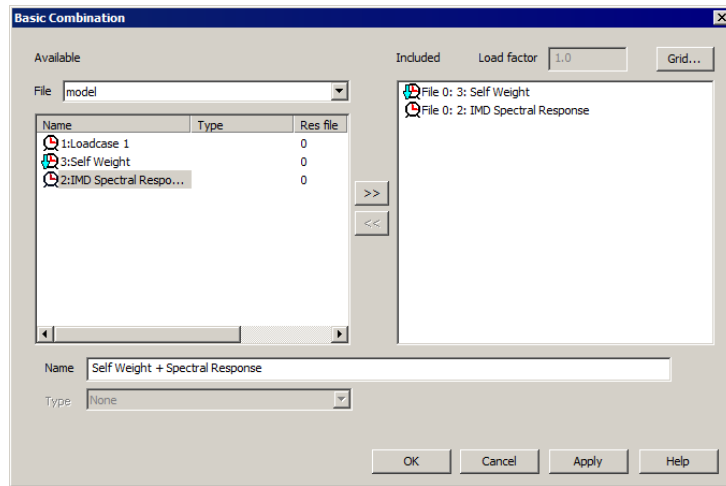 Basic Combination
Available
Included Load factor 1.0 Grid...
File model
Name Type Res file
1:Loadcase 1 0
3:Self Weight 0
2:IMD Spectral Respo... 0
>>
<<
File 0: 3: Self Weight
File 0: 2: IMD Spectral Response
Name Self Weight + Spectral Response
Type None
OK Cancel Apply Help